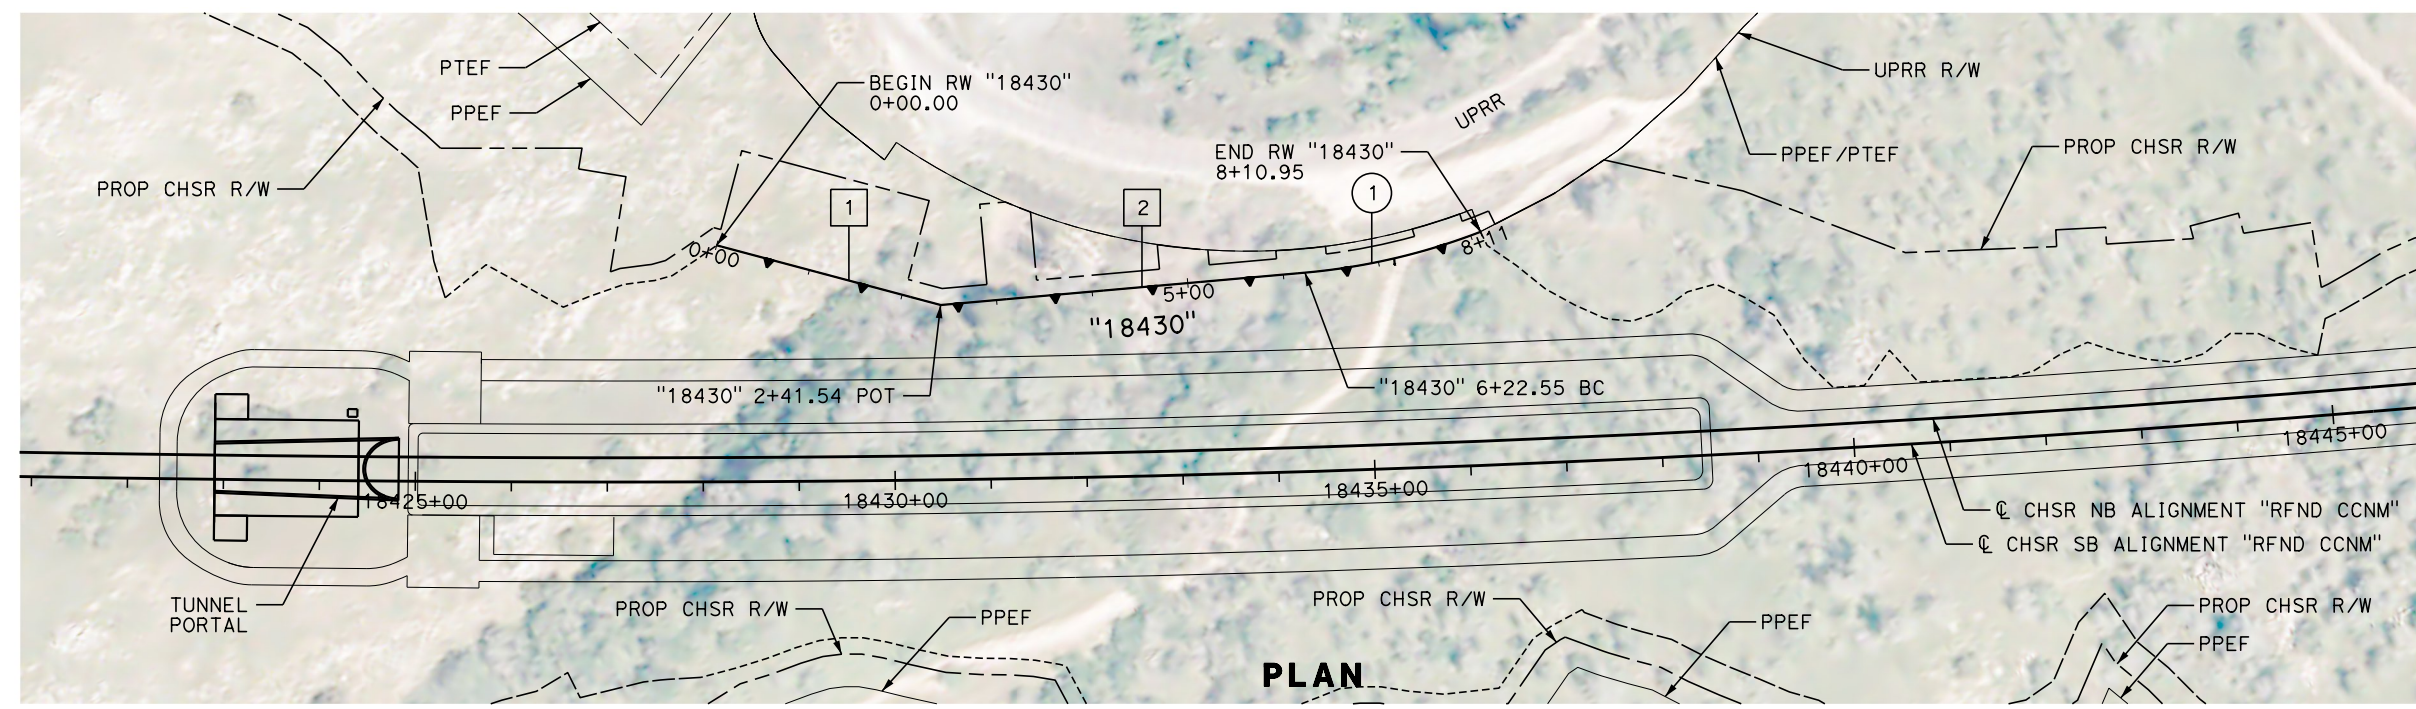 PTEF
PPEF
PROP CHSR R/W
BEGIN RW "18430"
0+00.00
UPRR
UPRR R/W
END RW "18430"
8+10.95
PPEF/PTEF
PROP CHSR R/W
1
2
1
0+00
8+11
5+00
"18430"
"18430" 2+41.54 POT
"18430" 6+22.55 BC
18425+00
18430+00
18435+00
18440+00
18445+00
℄ CHSR NB ALIGNMENT "RFND CCNM"
℄ CHSR SB ALIGNMENT "RFND CCNM"
TUNNEL
PORTAL
PROP CHSR R/W
PPEF
PROP CHSR R/W
PPEF
PROP CHSR R/W
PPEF
PLAN